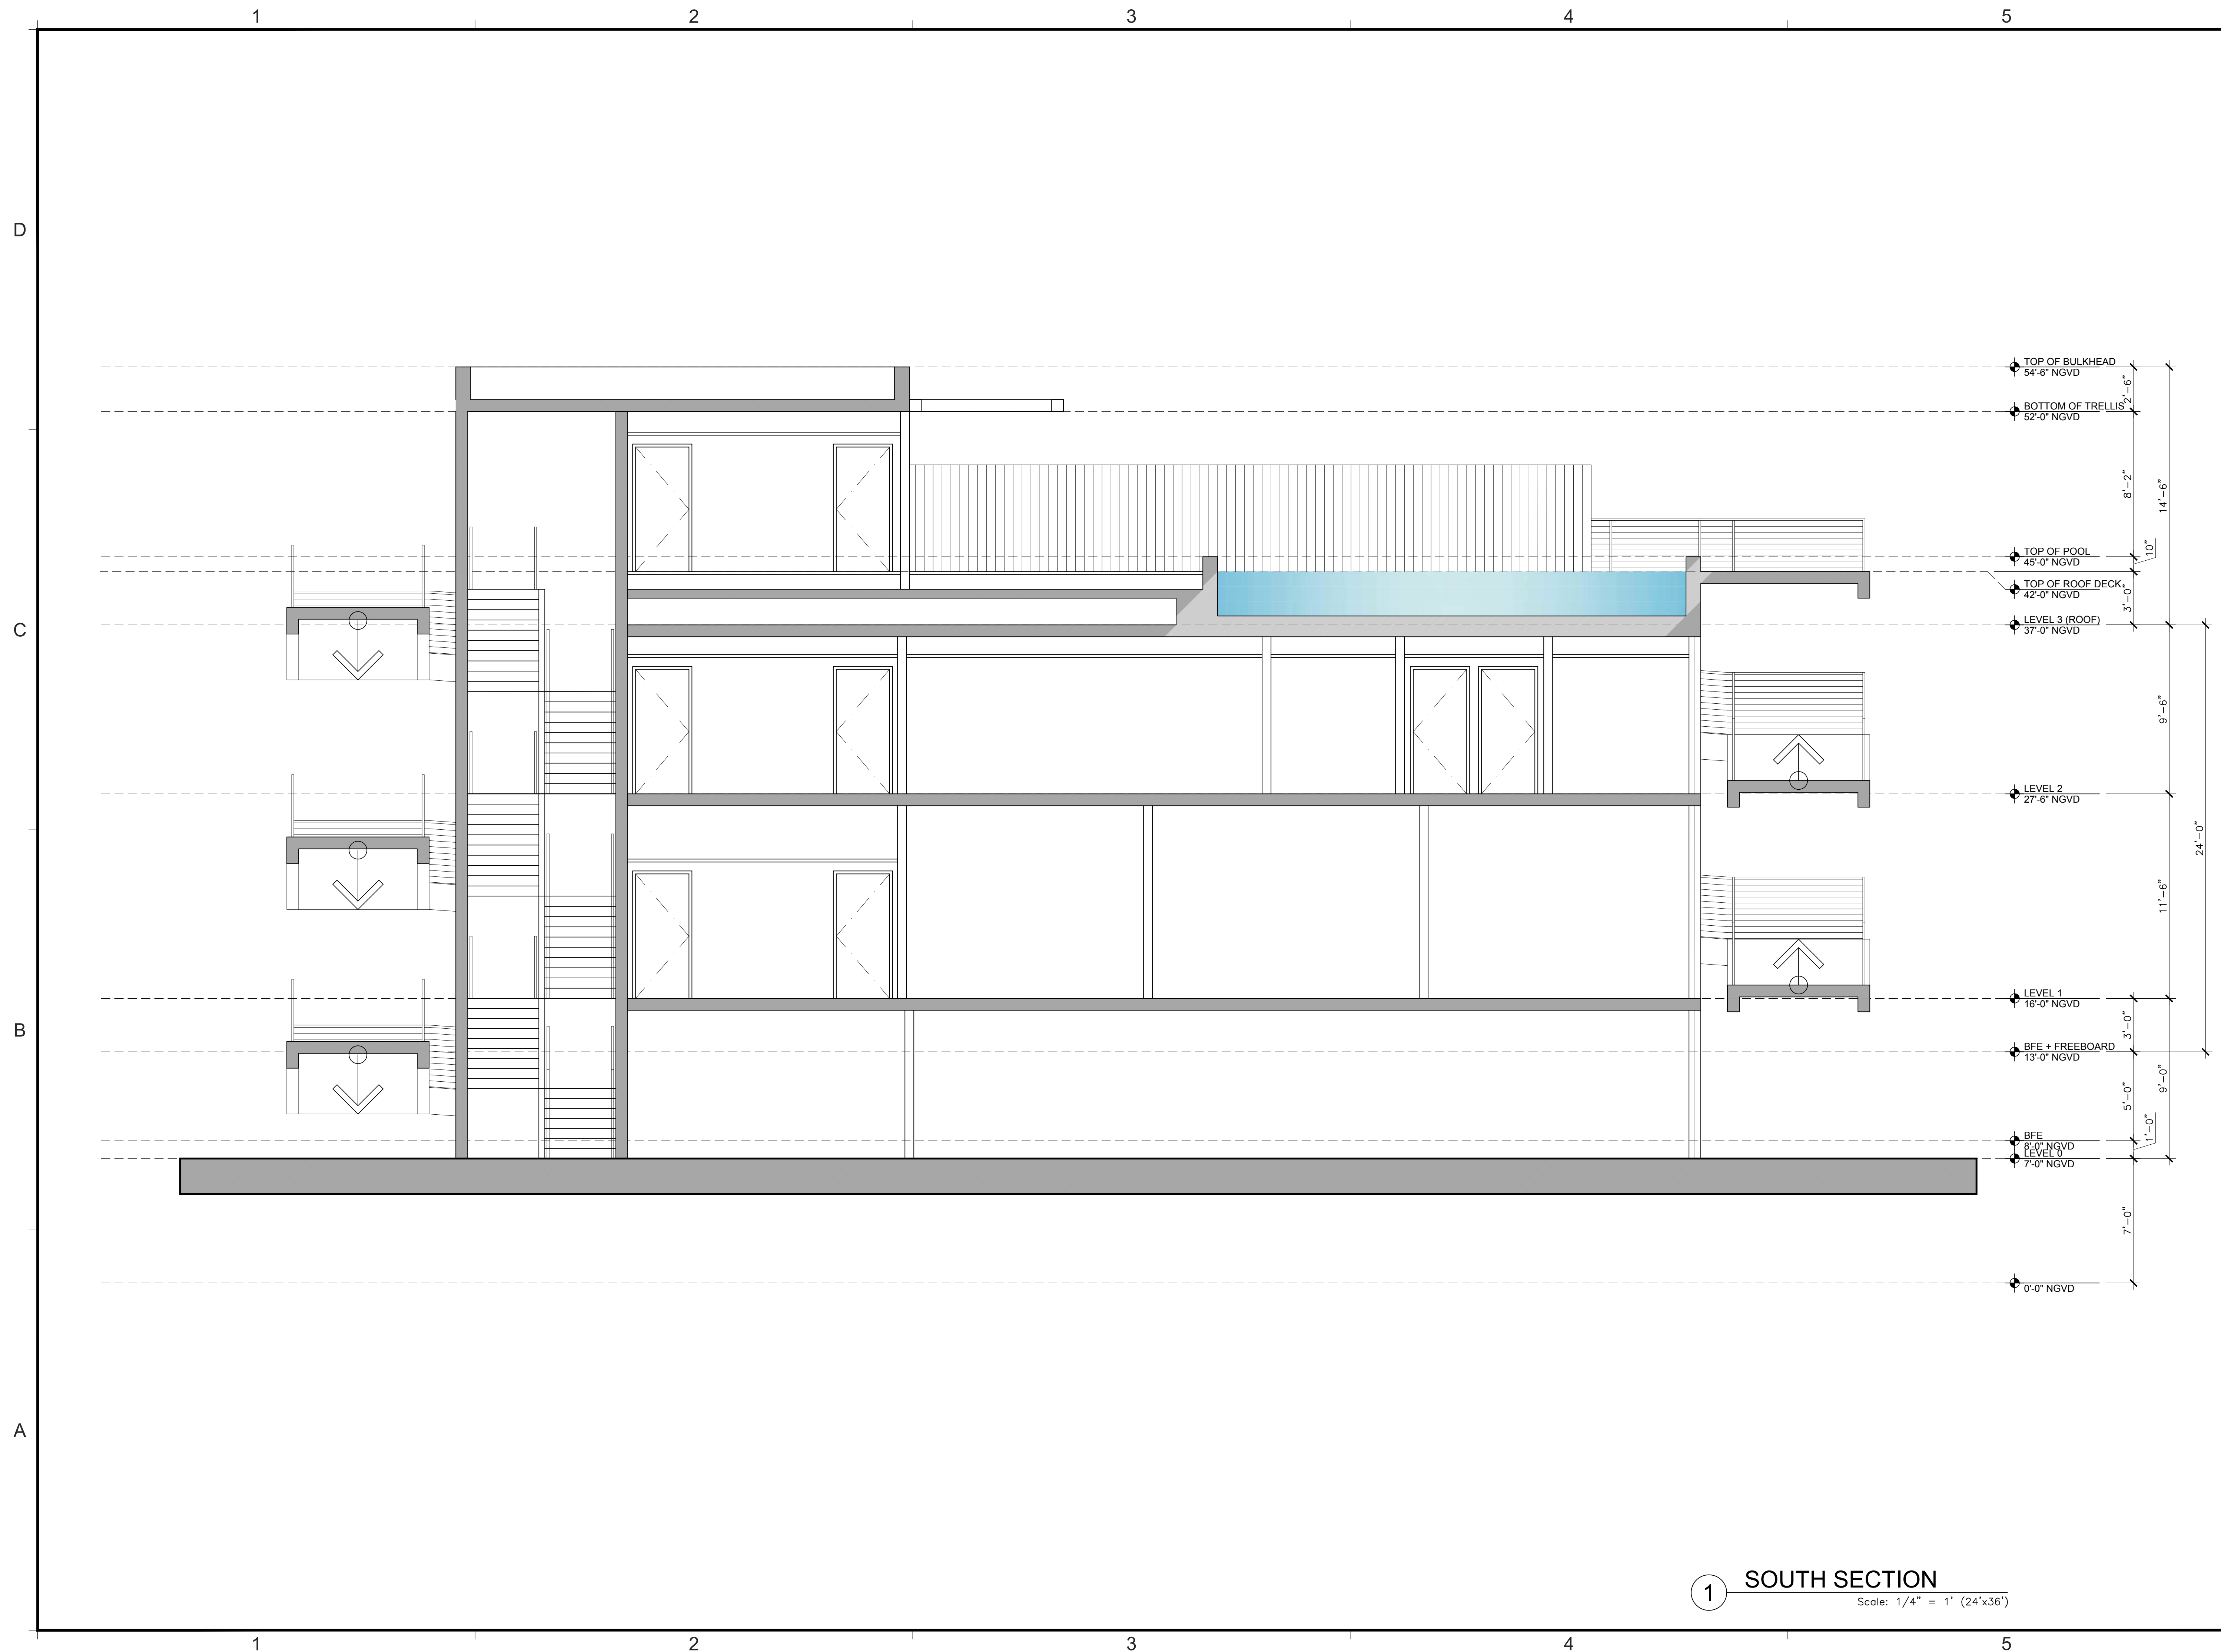 1 2 3 4 5
D
C
B
A
TOP OF BULKHEAD
54'-6" NGVD
2'-6"
BOTTOM OF TRELLIS
52'-0" NGVD
8'-2"
14'-6"
TOP OF POOL
45'-0" NGVD
10"
TOP OF ROOF DECK
42'-0" NGVD
3'-0"
LEVEL 3 (ROOF)
37'-0" NGVD
9'-6"
LEVEL 2
27'-6" NGVD
24'-0"
11'-6"
LEVEL 1
16'-0" NGVD
3'-0"
BFE + FREEBOARD
13'-0" NGVD
9'-0"
5'-0"
1'-0"
BFE
8'-0" NGVD
LEVEL 0
7'-0" NGVD
7'-0"
0'-0" NGVD
1 SOUTH SECTION
Scale: 1/4" = 1' (24'x36')
1 2 3 4 5